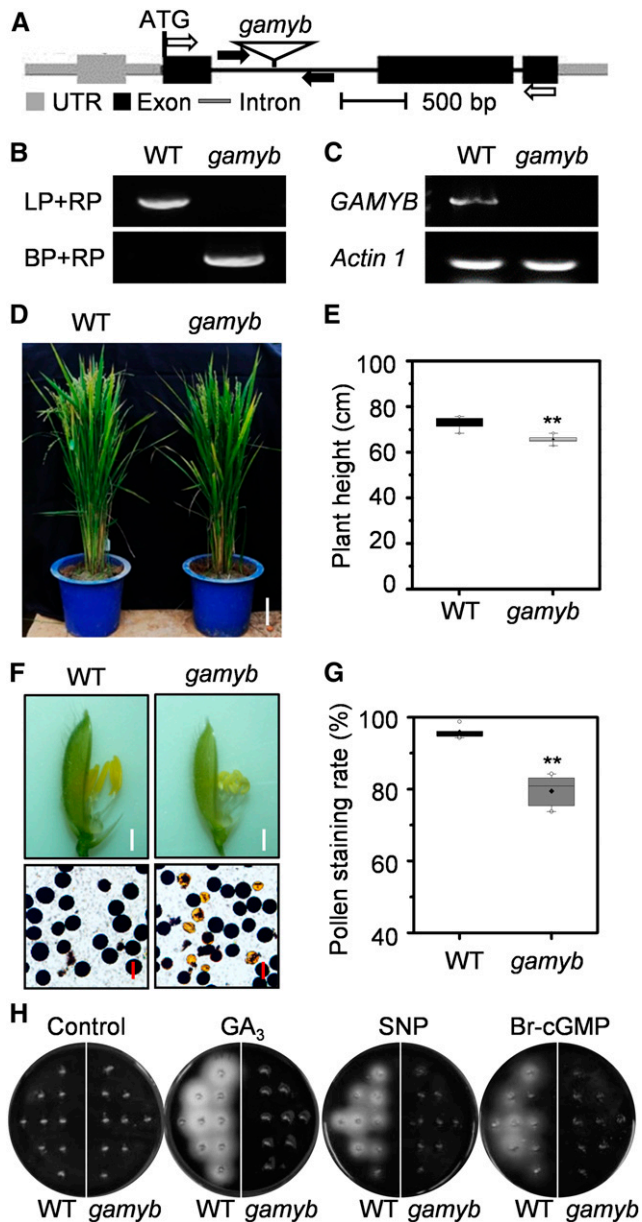 A
ATG
gamyb
UTR Exon Intron 500 bp
B
WT gamyb
LP+RP
BP+RP
C
WT gamyb
GAMYB
Actin 1
D
WT gamyb
E
Plant height (cm)
100
80
60
40
20
0
**
WT gamyb
F
WT gamyb
G
Pollen staining rate (%)
100
80
60
40
**
WT gamyb
H
Control GA₃ SNP Br-cGMP
WT gamyb WT gamyb WT gamyb WT gamyb